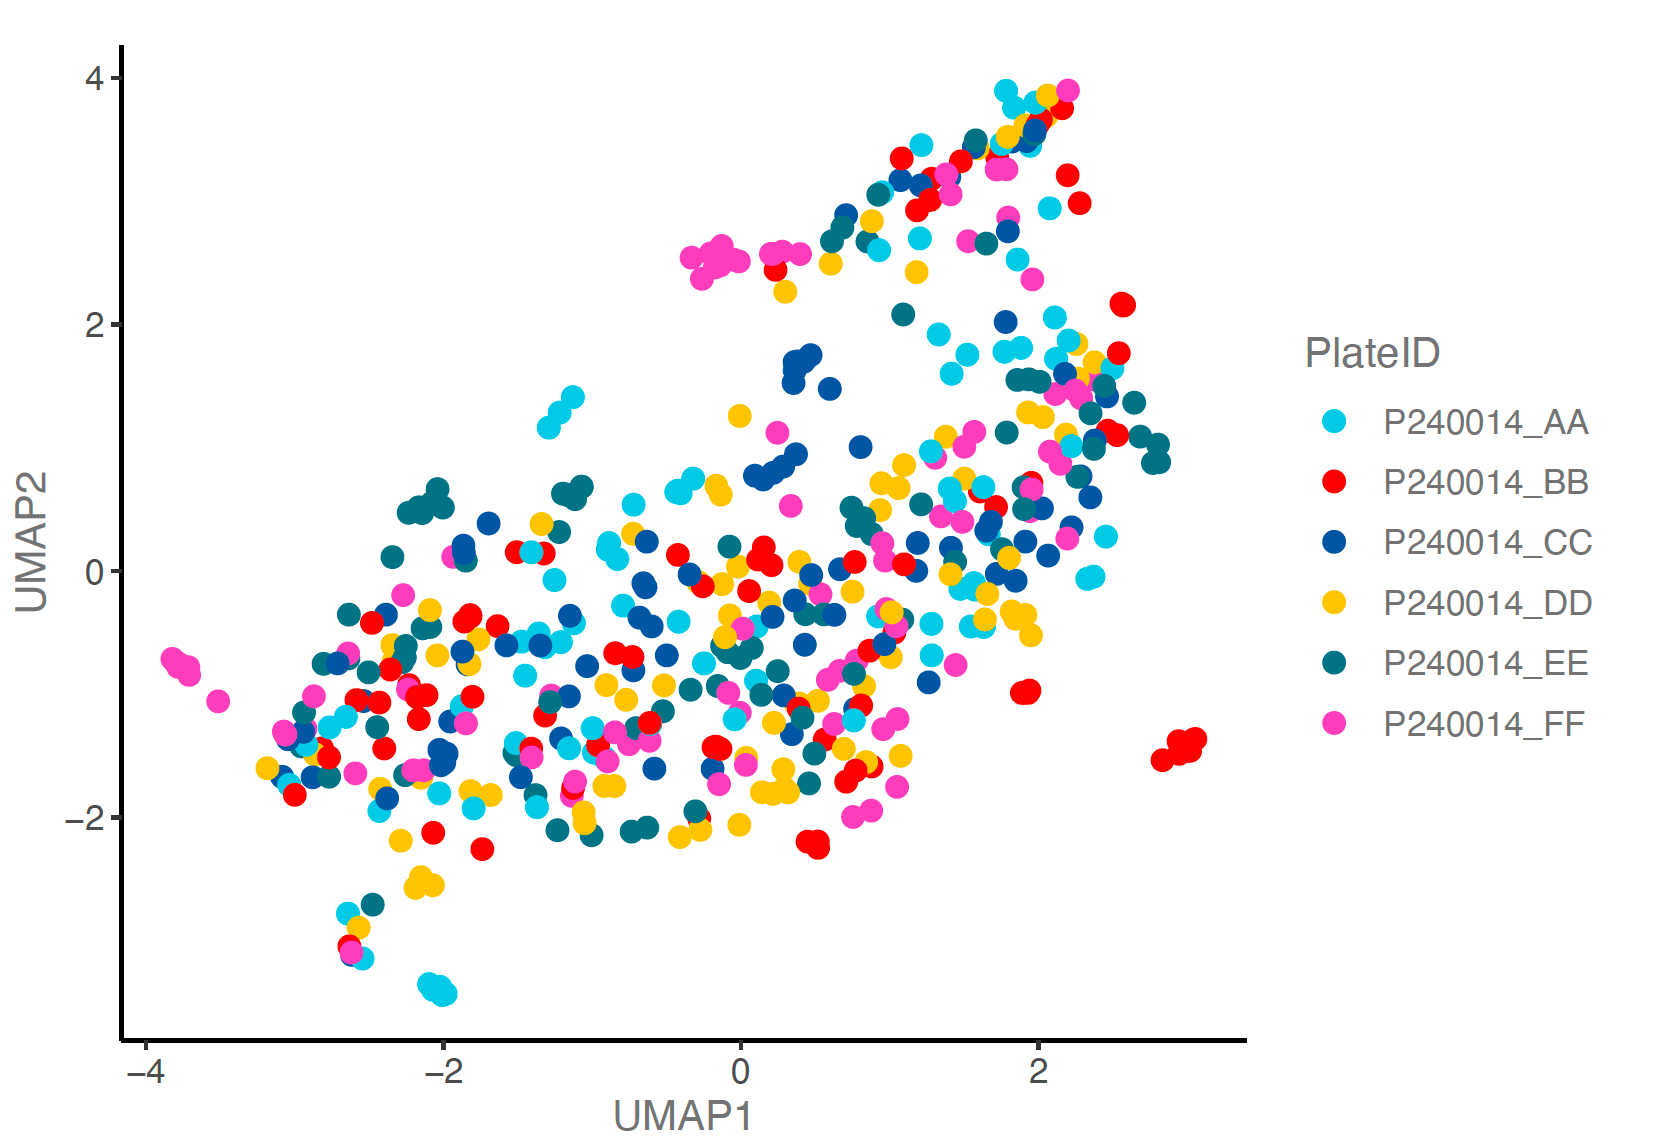 4
2
0
−2
−4
−2
0
2
UMAP1
UMAP2
PlateID
P240014_AA
P240014_BB
P240014_CC
P240014_DD
P240014_EE
P240014_FF